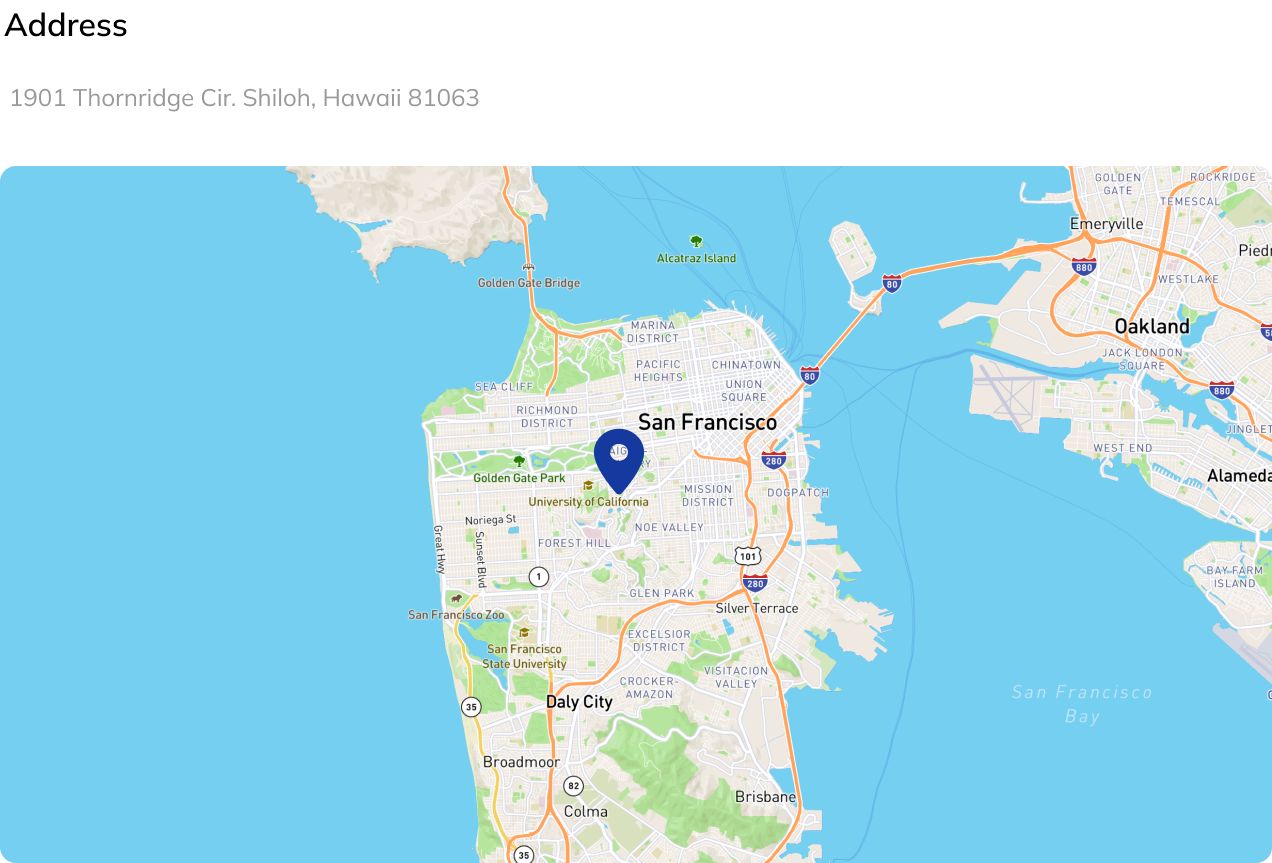 Address
1901 Thornridge Cir. Shiloh, Hawaii 81063
GOLDEN
GATE
ROCKRIDGE
TEMESCAL
Emeryville
Alcatraz Island
880
Golden Gate Bridge
80
WESTLAKE
MARINA
DISTRICT
Oakland
JACK LONDON
SQUARE
PACIFIC
HEIGHTS
CHINATOWN
80
UNION
SQUARE
SEA CLIFF
880
RICHMOND
DISTRICT
San Francisco
WEST END
280
Golden Gate Park
Alameda
University of California
MISSION
DISTRICT
DOGPATCH
Noriega St
NOE VALLEY
Great Hwy
Sunset Blvd
FOREST HILL
101
1
280
BAY FARM
ISLAND
GLEN PARK
Silver Terrace
San Francisco Zoo
EXCELSIOR
DISTRICT
San Francisco
State University
VISITACION
VALLEY
CROCKER-
AMAZON
San Francisco
Bay
35
Daly City
Broadmoor
82
Brisbane
Colma
35